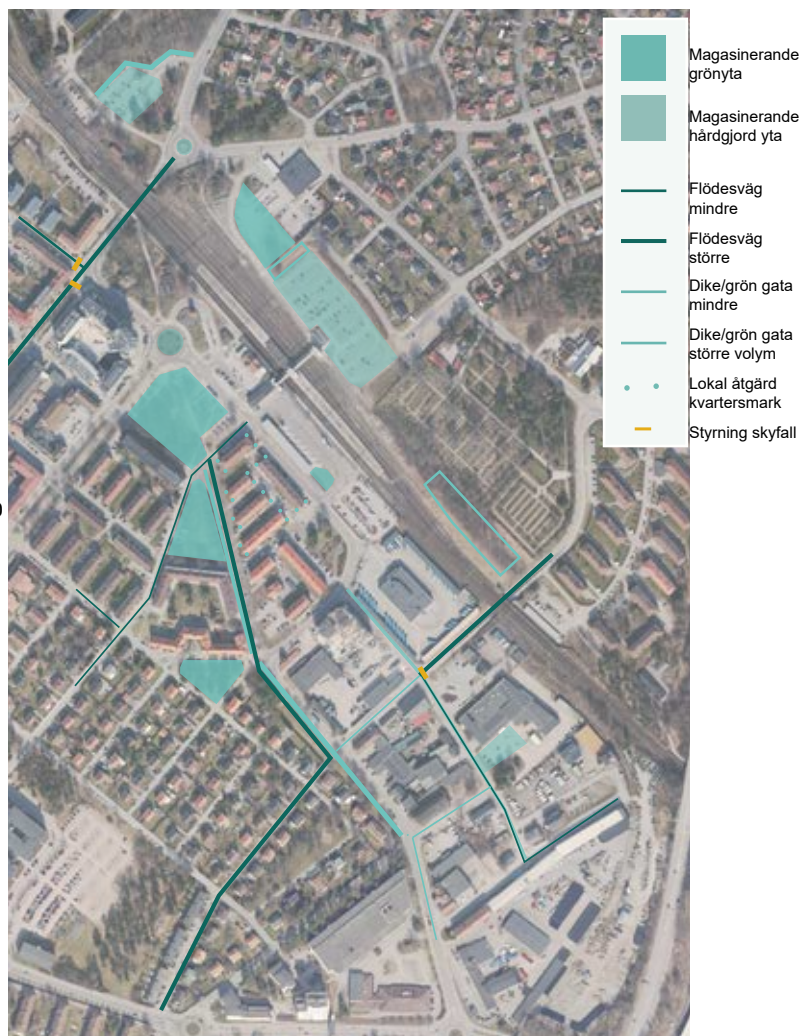 Magasinerande
grönyta
Magasinerande
hårdgjord yta
Flödesväg
mindre
Flödesväg
större
Dike/grön gata
mindre
Dike/grön gata
större volym
Lokal åtgärd
kvartersmark
Styrning skyfall